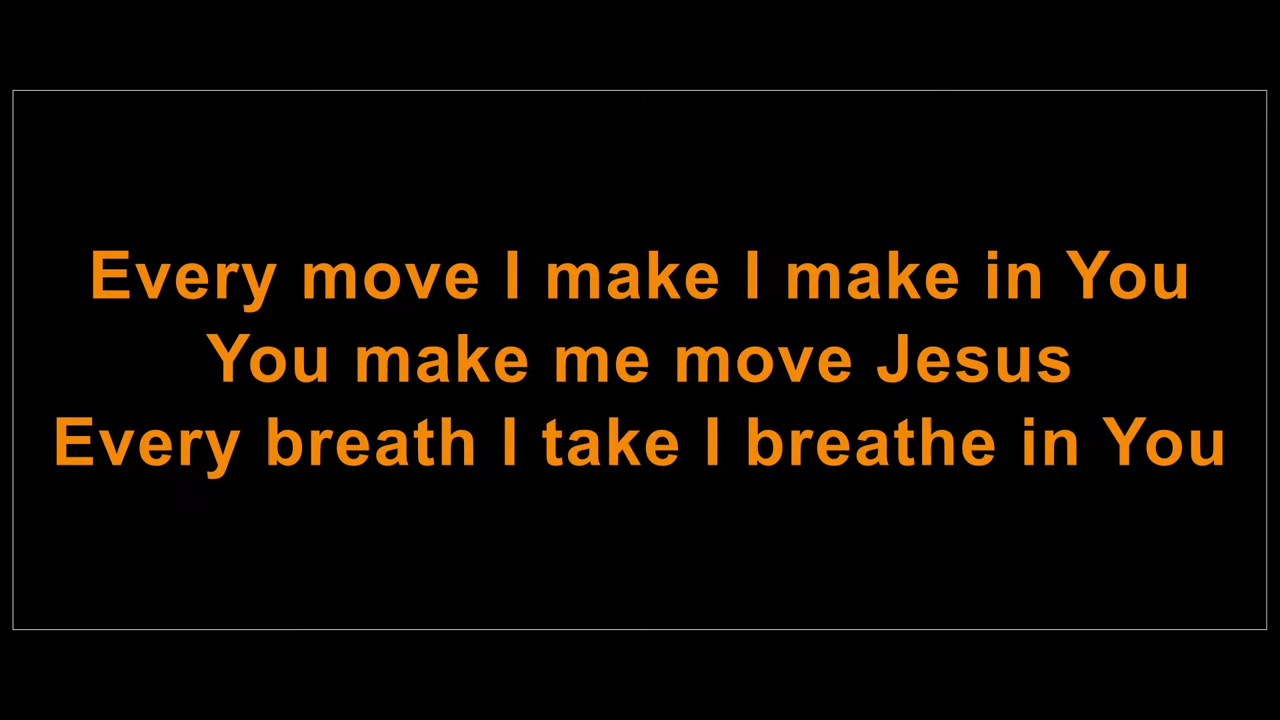 Every move I make I make in You
You make me move Jesus
Every breath I take I breathe in You